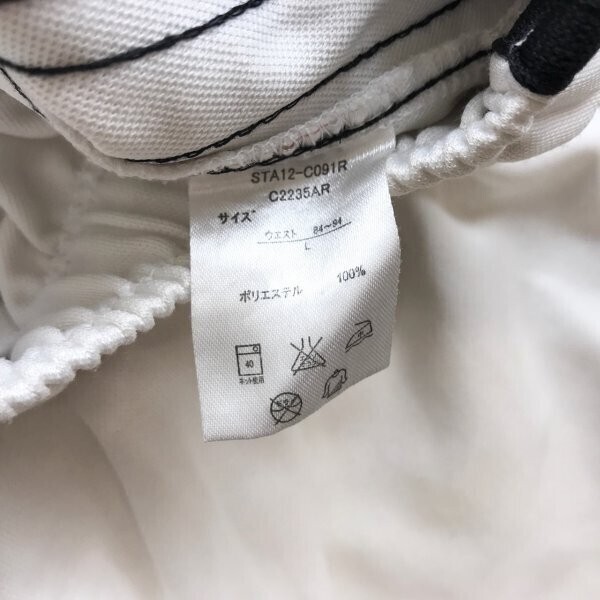 STA12-C091R
C2235AR
サイズ
ウエスト 84~94
L
ポリエステル 100%
40
ネット使用